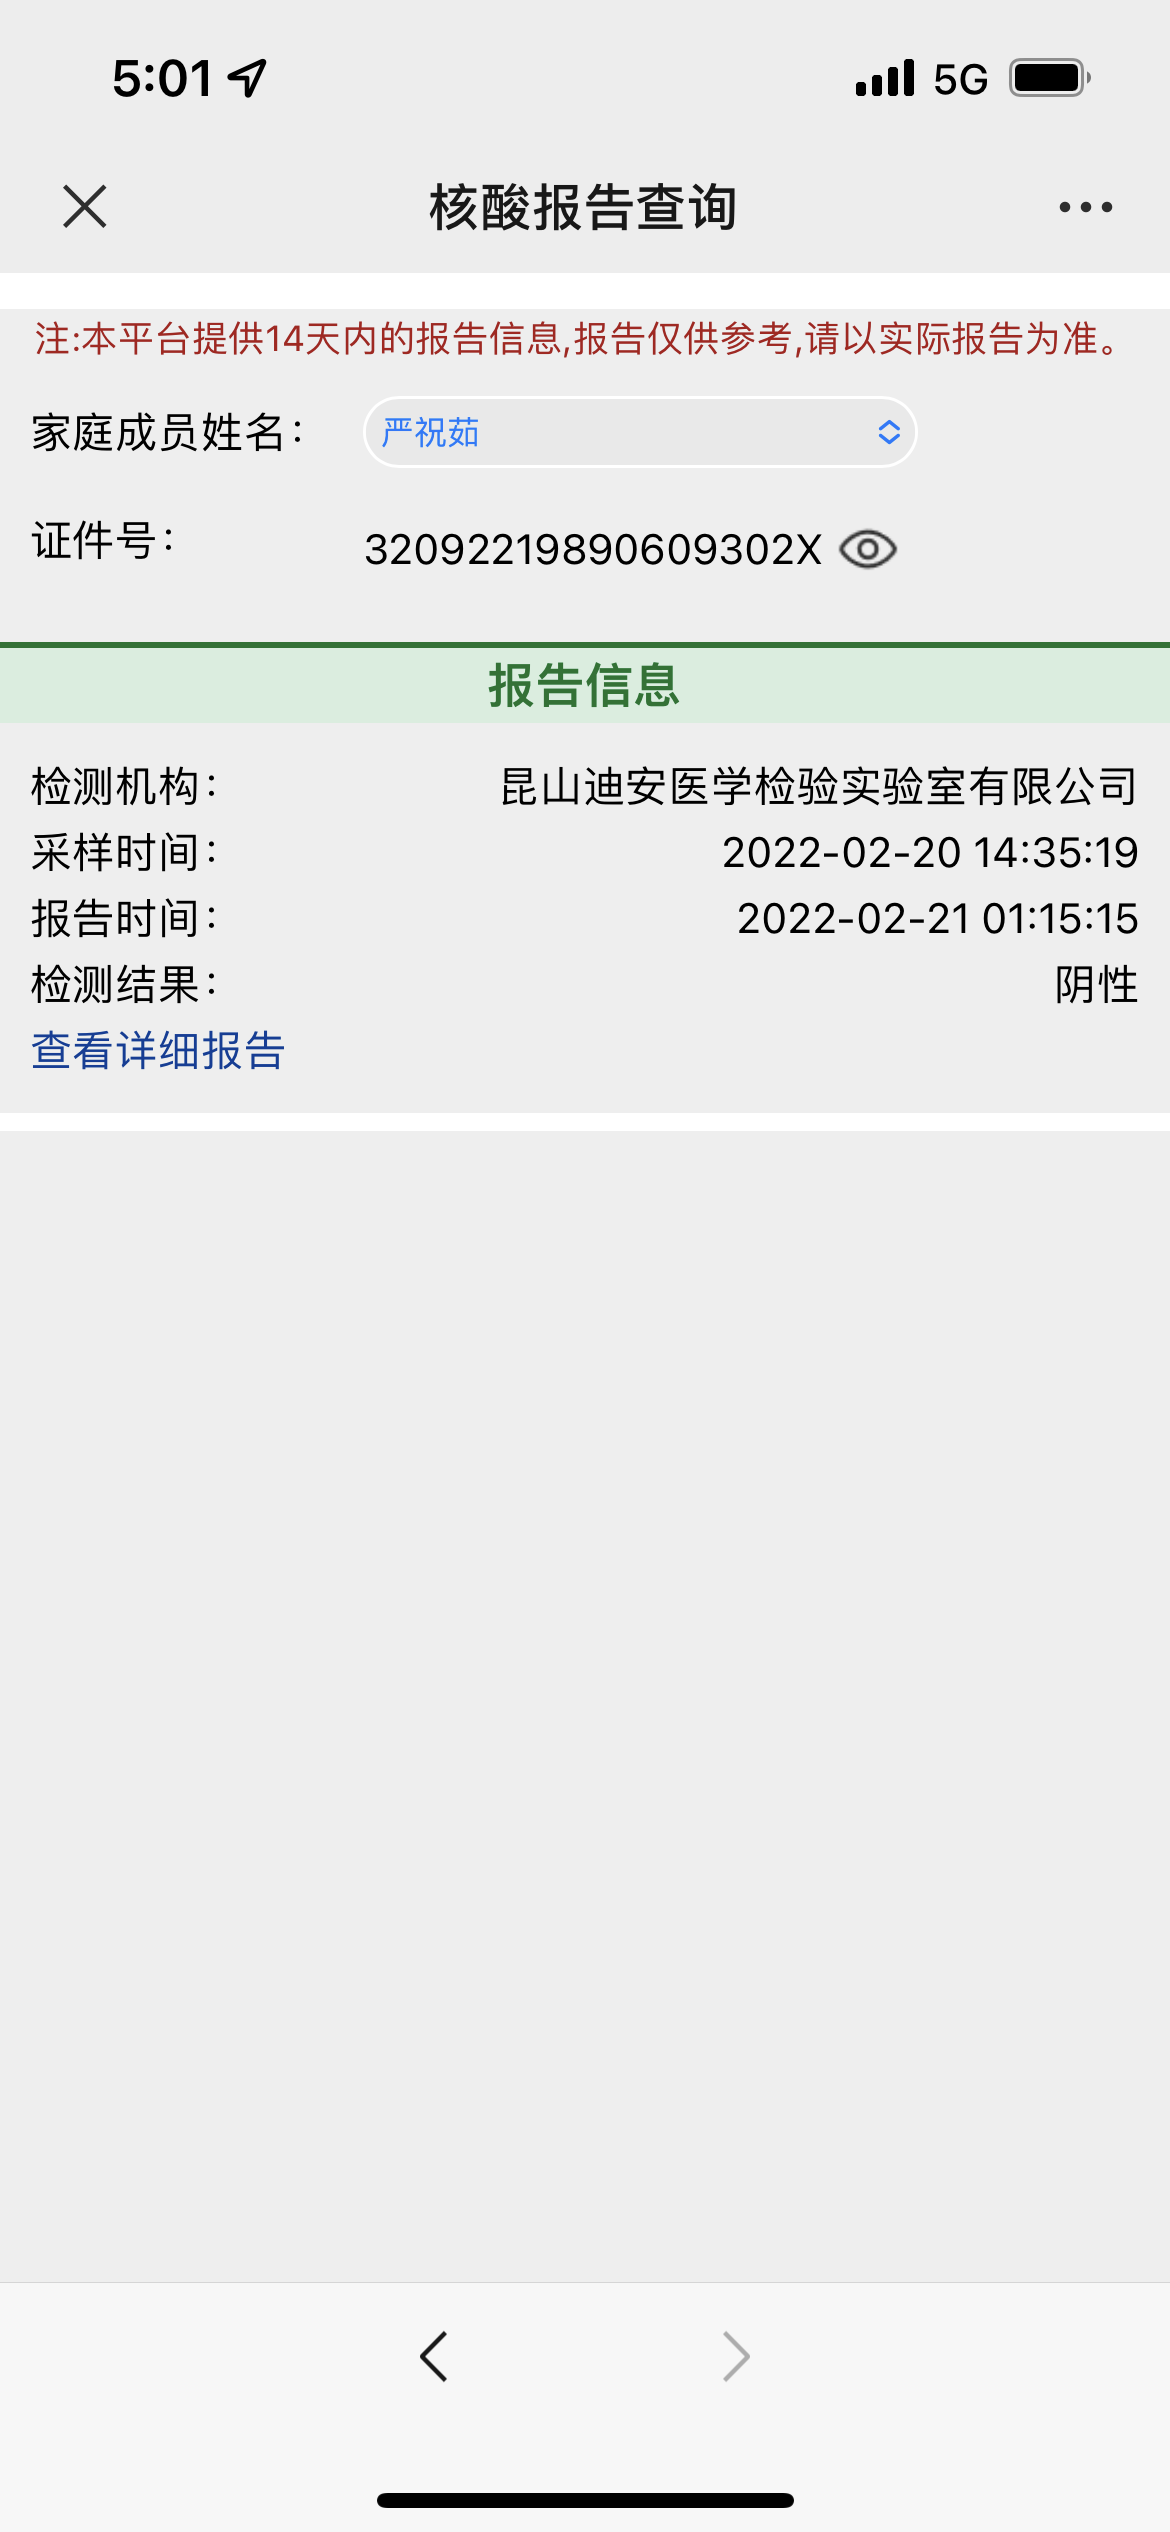 5:01
5G
核酸报告查询
注:本平台提供14天内的报告信息,报告仅供参考,请以实际报告为准。
家庭成员姓名：
严祝茹
证件号：
32092219890609302X
报告信息
检测机构：
昆山迪安医学检验实验室有限公司
采样时间：
2022-02-20 14:35:19
报告时间：
2022-02-21 01:15:15
检测结果：
阴性
查看详细报告